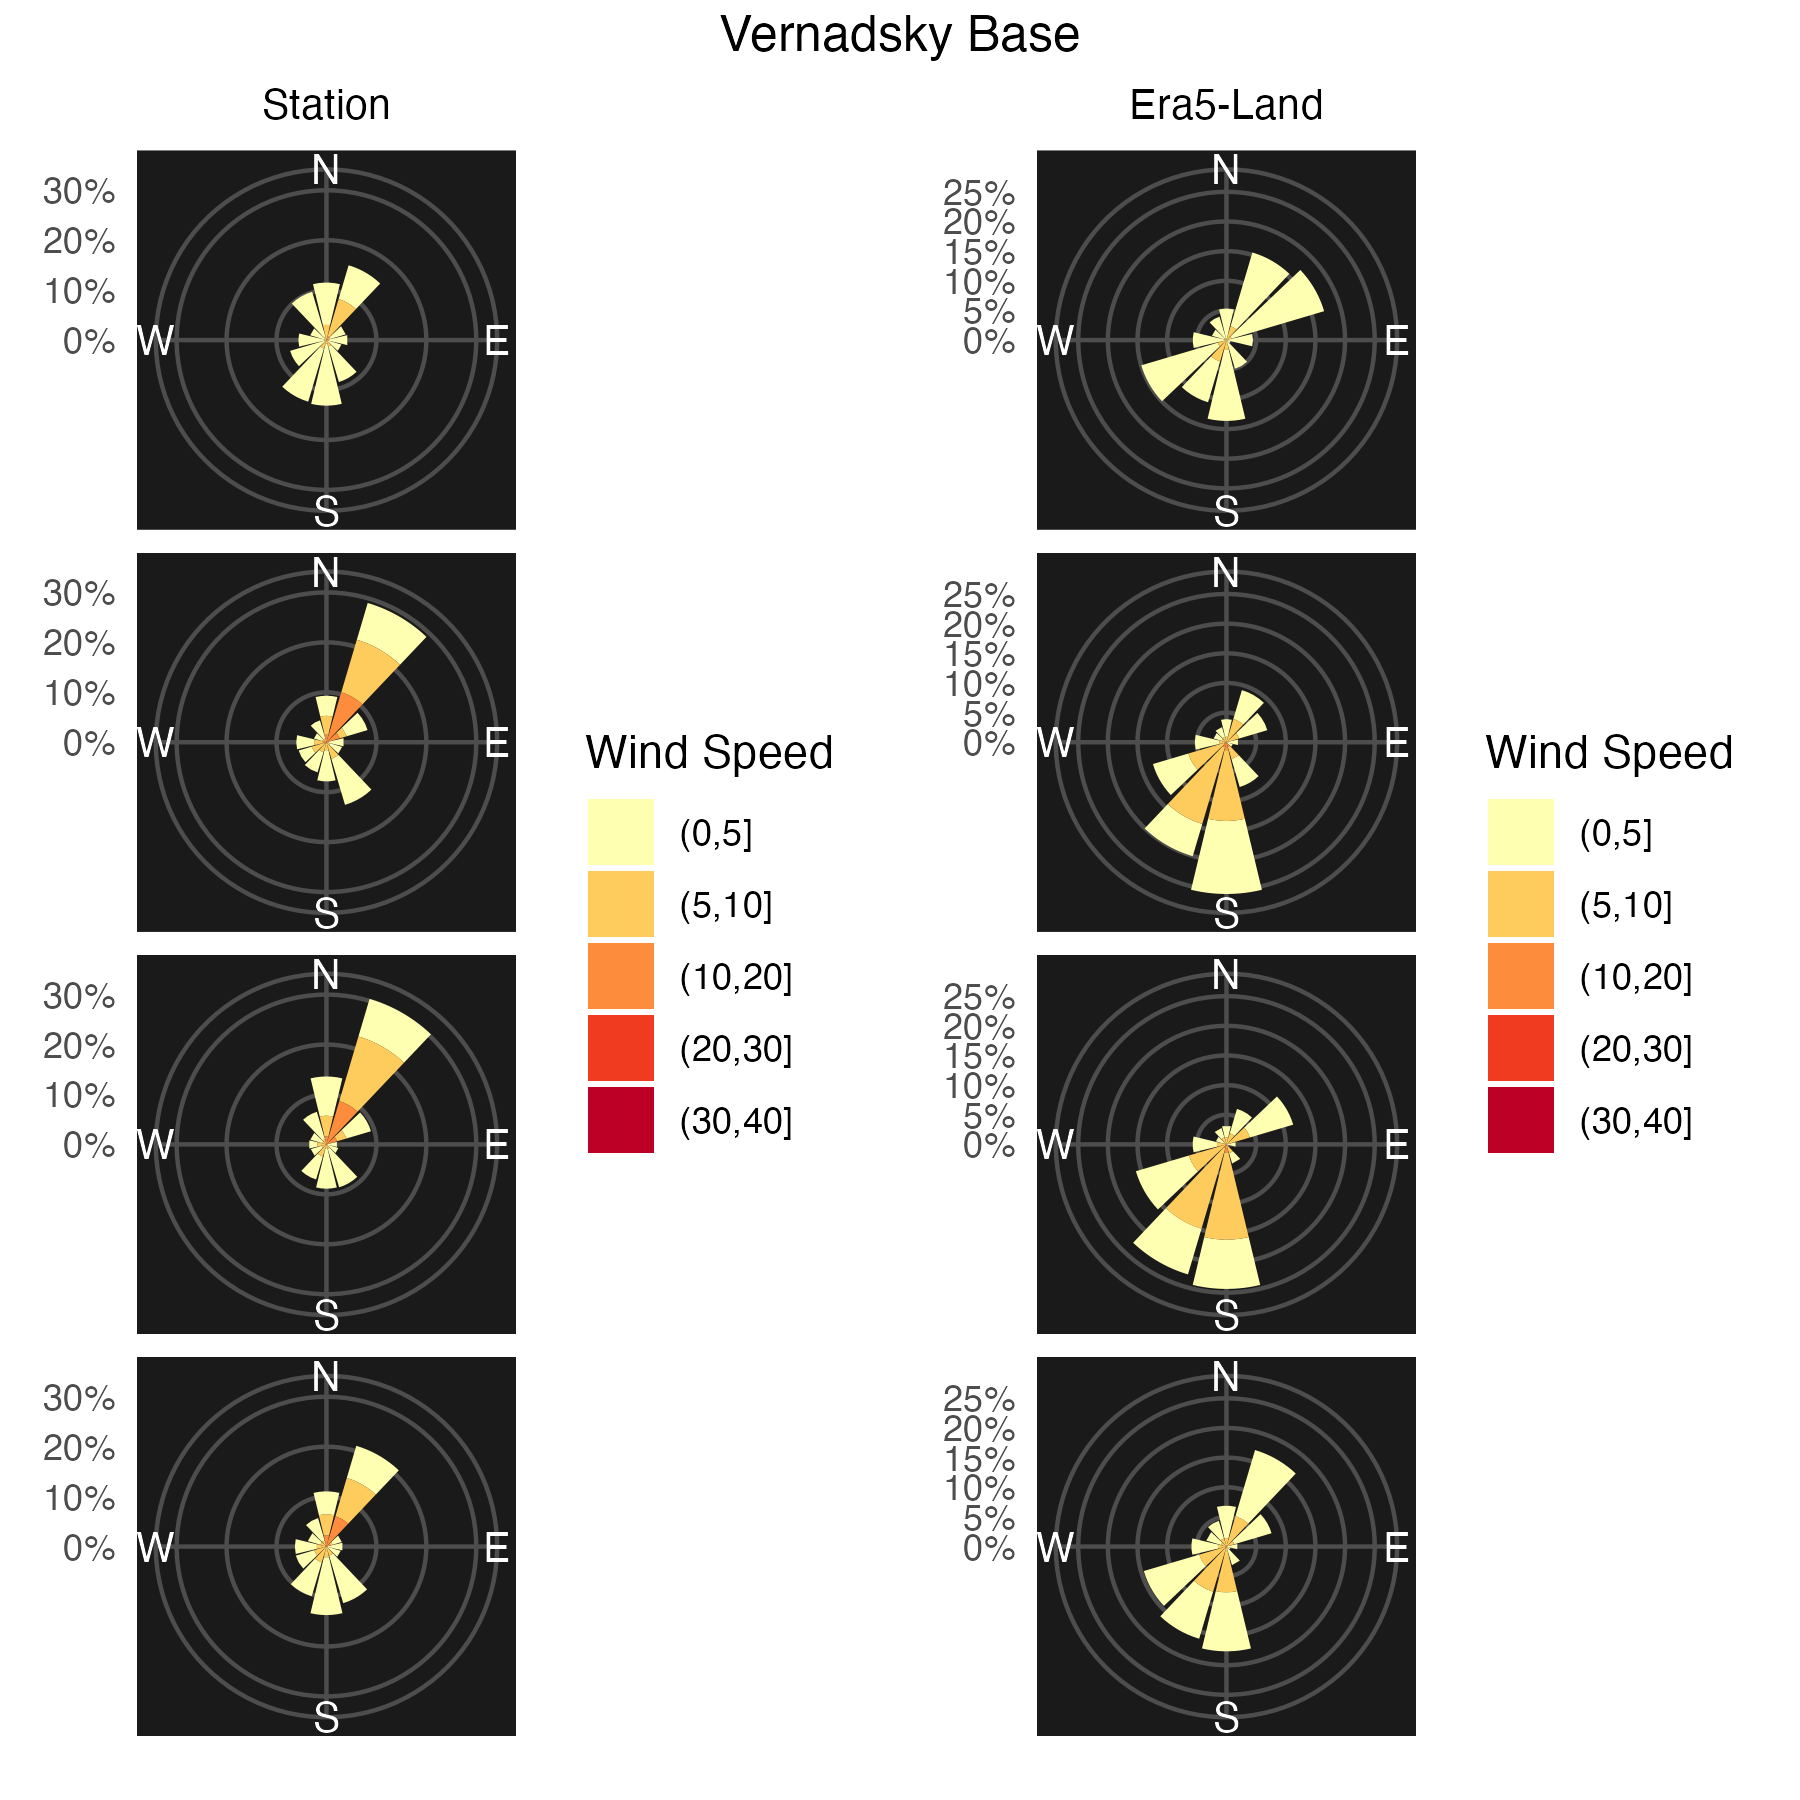 Vernadsky Base
Station
Era5-Land
30%
20%
10%
0%
N
W
E
S
25%
20%
15%
10%
5%
0%
N
W
E
S
30%
20%
10%
0%
N
W
E
S
25%
20%
15%
10%
5%
0%
N
W
E
S
Wind Speed
(0,5]
(5,10]
(10,20]
(20,30]
(30,40]
Wind Speed
(0,5]
(5,10]
(10,20]
(20,30]
(30,40]
30%
20%
10%
0%
N
W
E
S
25%
20%
15%
10%
5%
0%
N
W
E
S
30%
20%
10%
0%
N
W
E
S
25%
20%
15%
10%
5%
0%
N
W
E
S